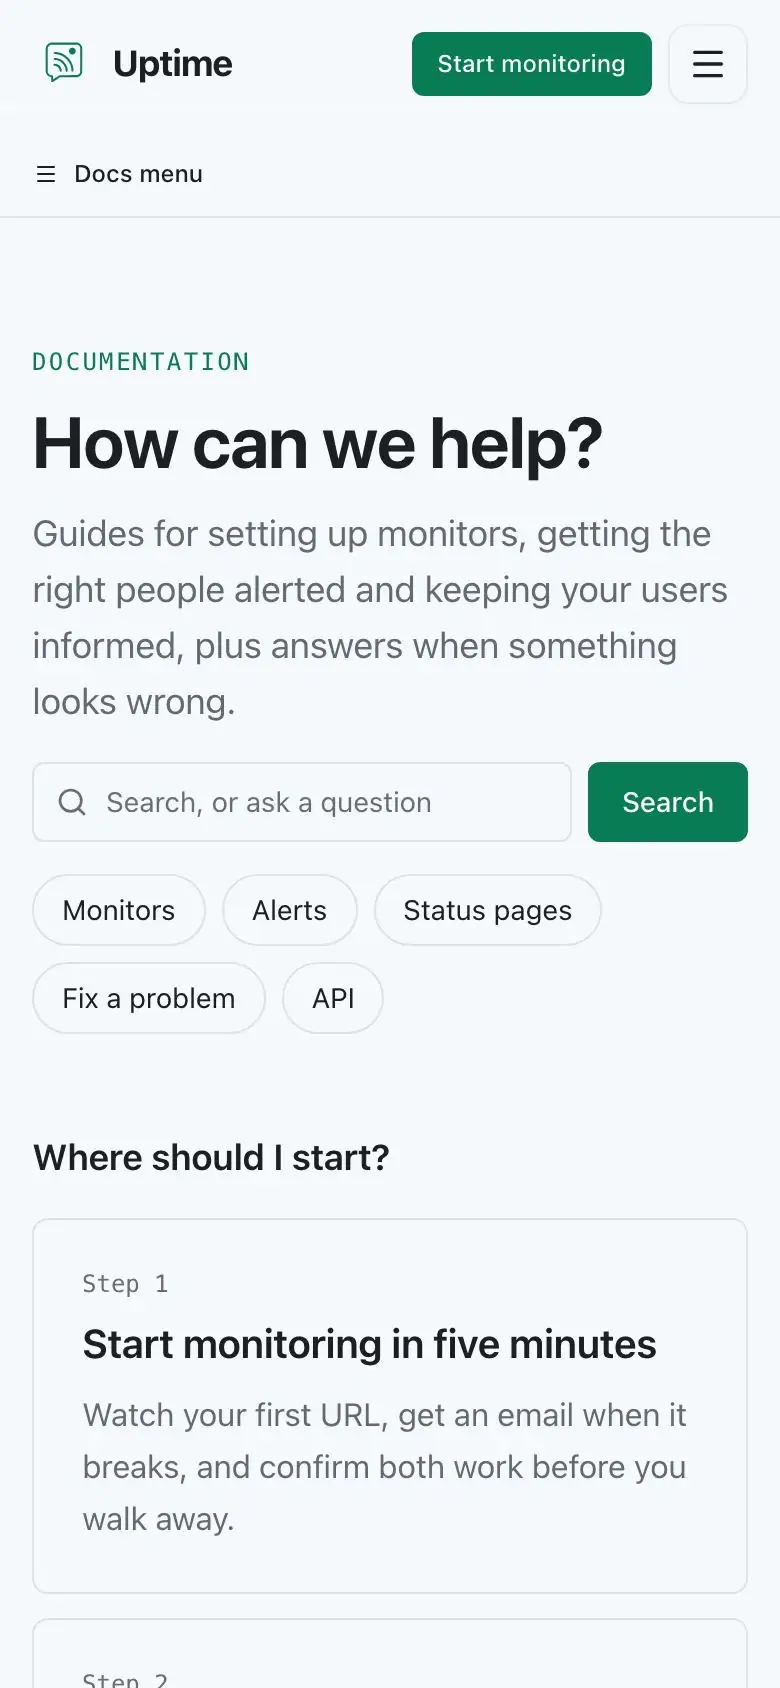 Uptime
Start monitoring
Docs menu
DOCUMENTATION
How can we help?
Guides for setting up monitors, getting the
right people alerted and keeping your users
informed, plus answers when something
looks wrong.
Search, or ask a question
Search
Monitors
Alerts
Status pages
Fix a problem
API
Where should I start?
Step 1
Start monitoring in five minutes
Watch your first URL, get an email when it
breaks, and confirm both work before you
walk away.
Step 2